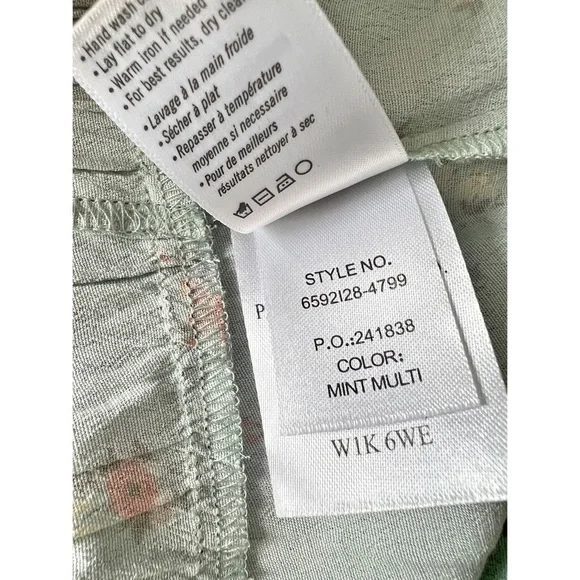 Hand wash
• Lay flat to dry
• Warm iron if needed
• For best results, dry clean
• Lavage à la main froide
• Sécher à plat
• Repasser à température
moyenne si necessaire
• Pour de meilleurs
résultats nettoyer à sec
STYLE NO.
6592I28-4799
P
P.O.:241838
COLOR:
MINT MULTI
W1K 6WE